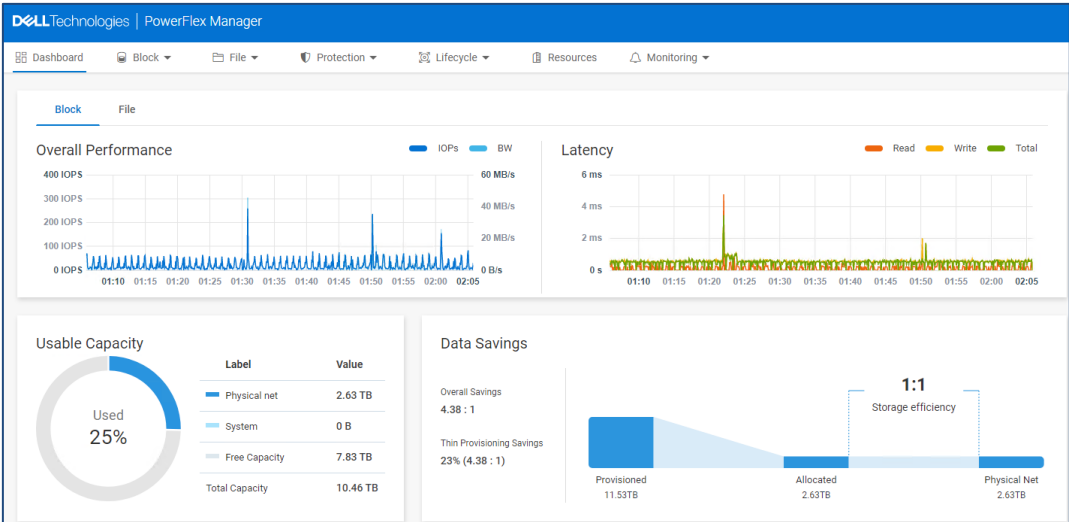 DELLTechnologies | PowerFlex Manager
Dashboard Block File Protection Lifecycle Resources Monitoring
Block File
Overall Performance
IOPs BW
400 IOPS
300 IOPS
200 IOPS
100 IOPS
0 IOPS
60 MB/s
40 MB/s
20 MB/s
0 B/s
01:10 01:15 01:20 01:25 01:30 01:35 01:40 01:45 01:50 01:55 02:00 02:05
Latency
Read Write Total
6 ms
4 ms
2 ms
0 s
01:10 01:15 01:20 01:25 01:30 01:35 01:40 01:45 01:50 01:55 02:00 02:05
Usable Capacity
Used
25%
Label Value
Physical net 2.63 TB
System 0 B
Free Capacity 7.83 TB
Total Capacity 10.46 TB
Data Savings
Overall Savings
4.38 : 1
Thin Provisioning Savings
23% (4.38 : 1)
1:1
Storage efficiency
Provisioned Allocated Physical Net
11.53TB 2.63TB 2.63TB